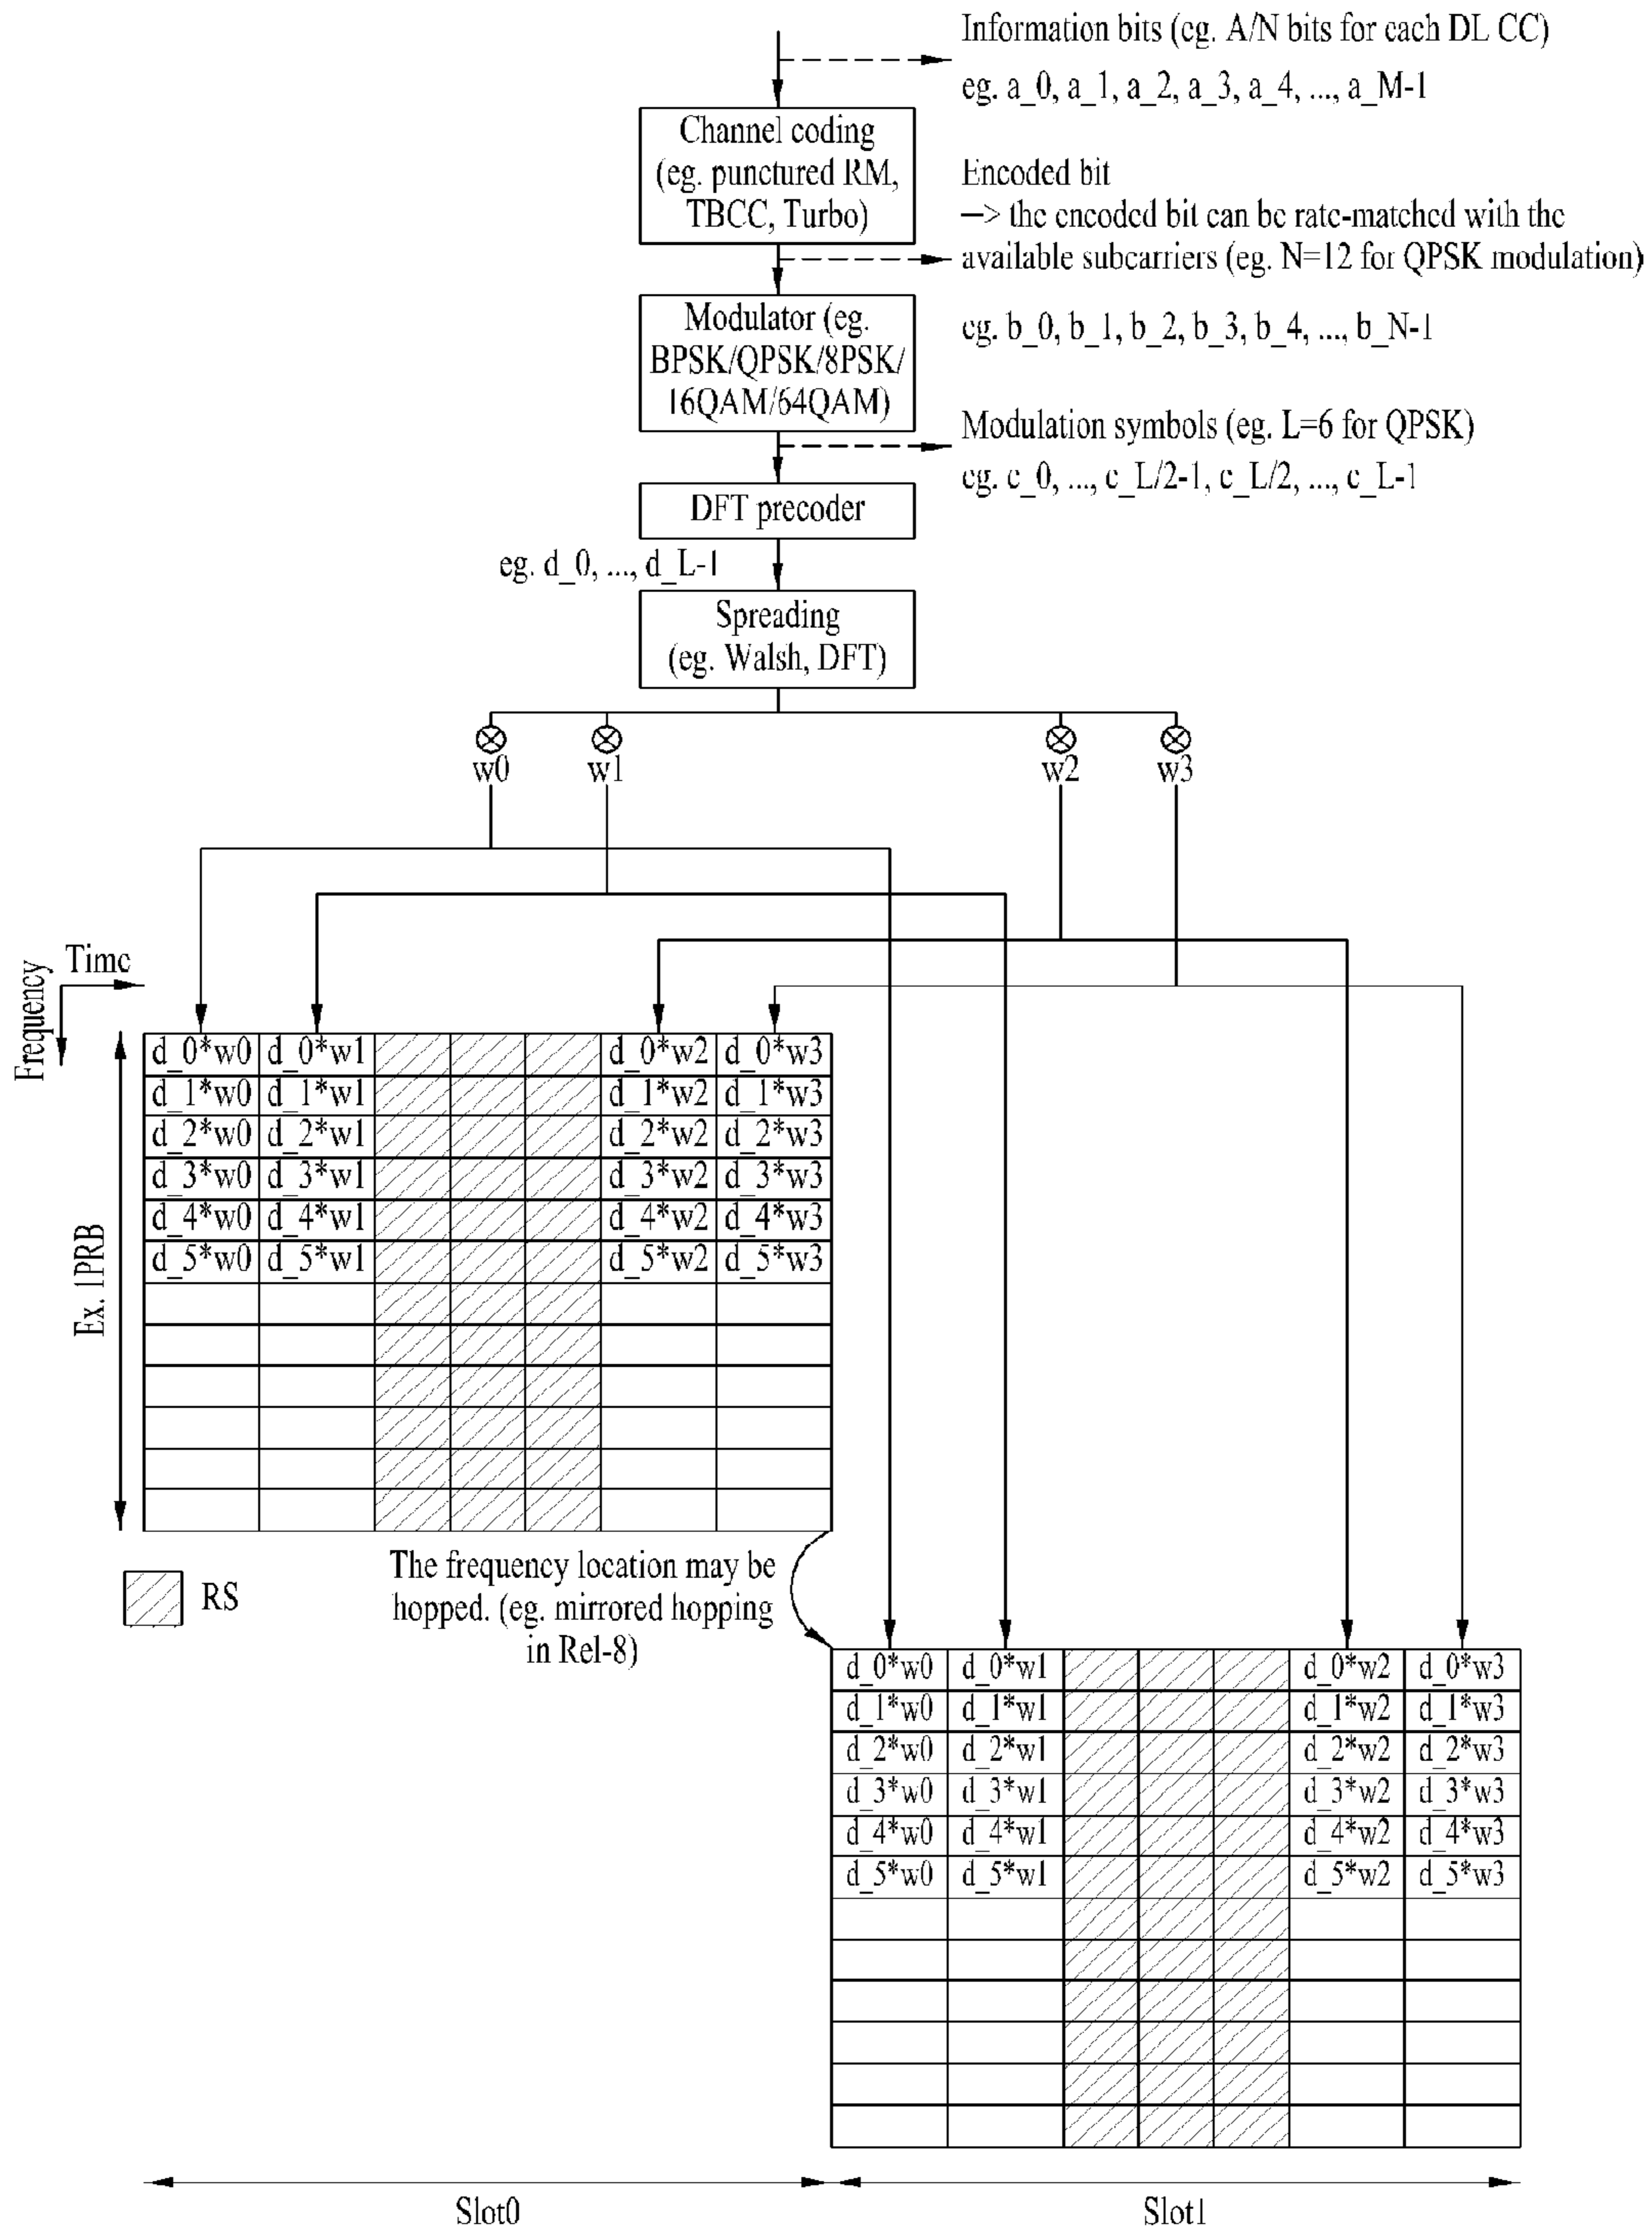 Information bits (eg. A/N bits for each DL CC)
eg. a_0, a_1, a_2, a_3, a_4, ..., a_M-1
Channel coding
(eg. punctured RM,
TBCC, Turbo)
Encoded bit
—> the encoded bit can be rate-matched with the
available subcarriers (eg. N=12 for QPSK modulation)
eg. b_0, b_1, b_2, b_3, b_4, ..., b_N-1
Modulator (eg.
BPSK/QPSK/8PSK/
16QAM/64QAM)
Modulation symbols (eg. L=6 for QPSK)
eg. c_0, ..., c_L/2-1, c_L/2, ..., c_L-1
DFT precoder
eg. d_0, ..., d_L-1
Spreading
(eg. Walsh, DFT)
w0 w1 w2 w3
Time
Frequency
Ex. 1PRB
d_0*w0 d_0*w1 d_0*w2 d_0*w3
d_1*w0 d_1*w1 d_1*w2 d_1*w3
d_2*w0 d_2*w1 d_2*w2 d_2*w3
d_3*w0 d_3*w1 d_3*w2 d_3*w3
d_4*w0 d_4*w1 d_4*w2 d_4*w3
d_5*w0 d_5*w1 d_5*w2 d_5*w3
RS
The frequency location may be
hopped. (eg. mirrored hopping
in Rel-8)
d_0*w0 d_0*w1 d_0*w2 d_0*w3
d_1*w0 d_1*w1 d_1*w2 d_1*w3
d_2*w0 d_2*w1 d_2*w2 d_2*w3
d_3*w0 d_3*w1 d_3*w2 d_3*w3
d_4*w0 d_4*w1 d_4*w2 d_4*w3
d_5*w0 d_5*w1 d_5*w2 d_5*w3
Slot0 Slot1